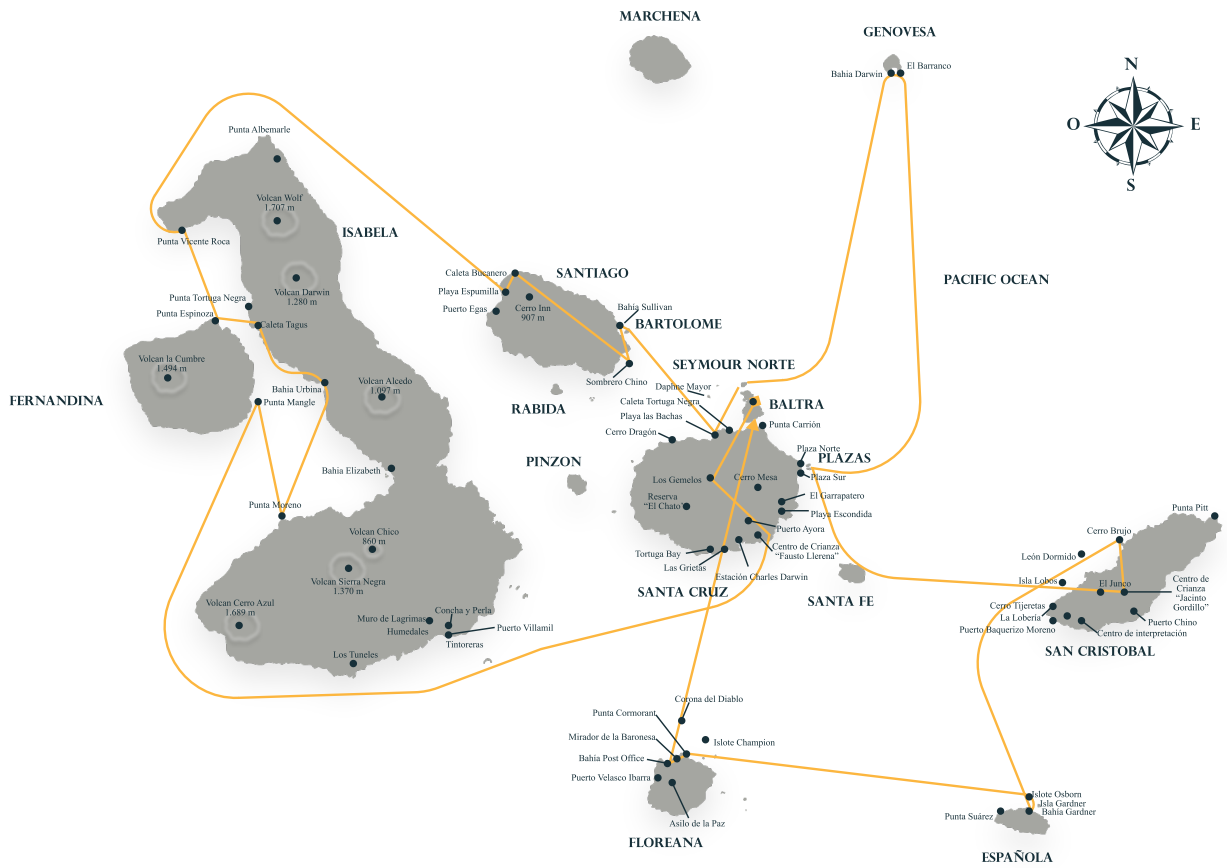 MARCHENA
GENOVESA
Bahia Darwin
El Barranco
N
O
E
S
Punta Albemarle
Volcan Wolf
1.707 m
ISABELA
Punta Vicente Roca
Volcan Darwin
1.280 m
Punta Tortuga Negra
Punta Espinoza
Caleta Tagus
Caleta Bucanero
SANTIAGO
Playa Espumilla
Puerto Egas
Cerro Inn
907 m
Bahía Sullivan
BARTOLOME
Sombrero Chino
PACIFIC OCEAN
Volcan la Cumbre
1.494 m
FERNANDINA
Bahia Urbina
Punta Mangle
Volcan Alcedo
1.097 m
RABIDA
SEYMOUR NORTE
Daphne Mayor
Caleta Tortuga Negra
Playa las Bachas
Cerro Dragón
BALTRA
Punta Carrión
Plaza Norte
PLAZAS
Plaza Sur
PINZON
Bahia Elizabeth
Punta Moreno
Los Gemelos
Cerro Mesa
Reserva
"El Chato"
El Garrapatero
Playa Escondida
Puerto Ayora
Centro de Crianza
"Fausto Llerena"
Tortuga Bay
Las Grietas
Estación Charles Darwin
SANTA CRUZ
SANTA FE
Volcan Chico
860 m
Volcan Sierra Negra
1.370 m
Volcan Cerro Azul
1.689 m
Concha y Perla
Muro de Lagrimas
Humedales
Puerto Villamil
Tintoreras
Los Tuneles
Punta Pitt
Cerro Brujo
León Dormido
Isla Lobos
El Junco
Centro de
Crianza
"Jacinto
Gordillo"
Cerro Tijeretas
La Lobería
Puerto Baquerizo Moreno
Puerto Chino
Centro de interpretación
SAN CRISTOBAL
Corona del Diablo
Punta Cormorant
Mirador de la Baronesa
Islote Champion
Bahía Post Office
Puerto Velasco Ibarra
Asilo de la Paz
FLOREANA
Islote Osborn
Isla Gardner
Bahía Gardner
Punta Suárez
ESPAÑOLA